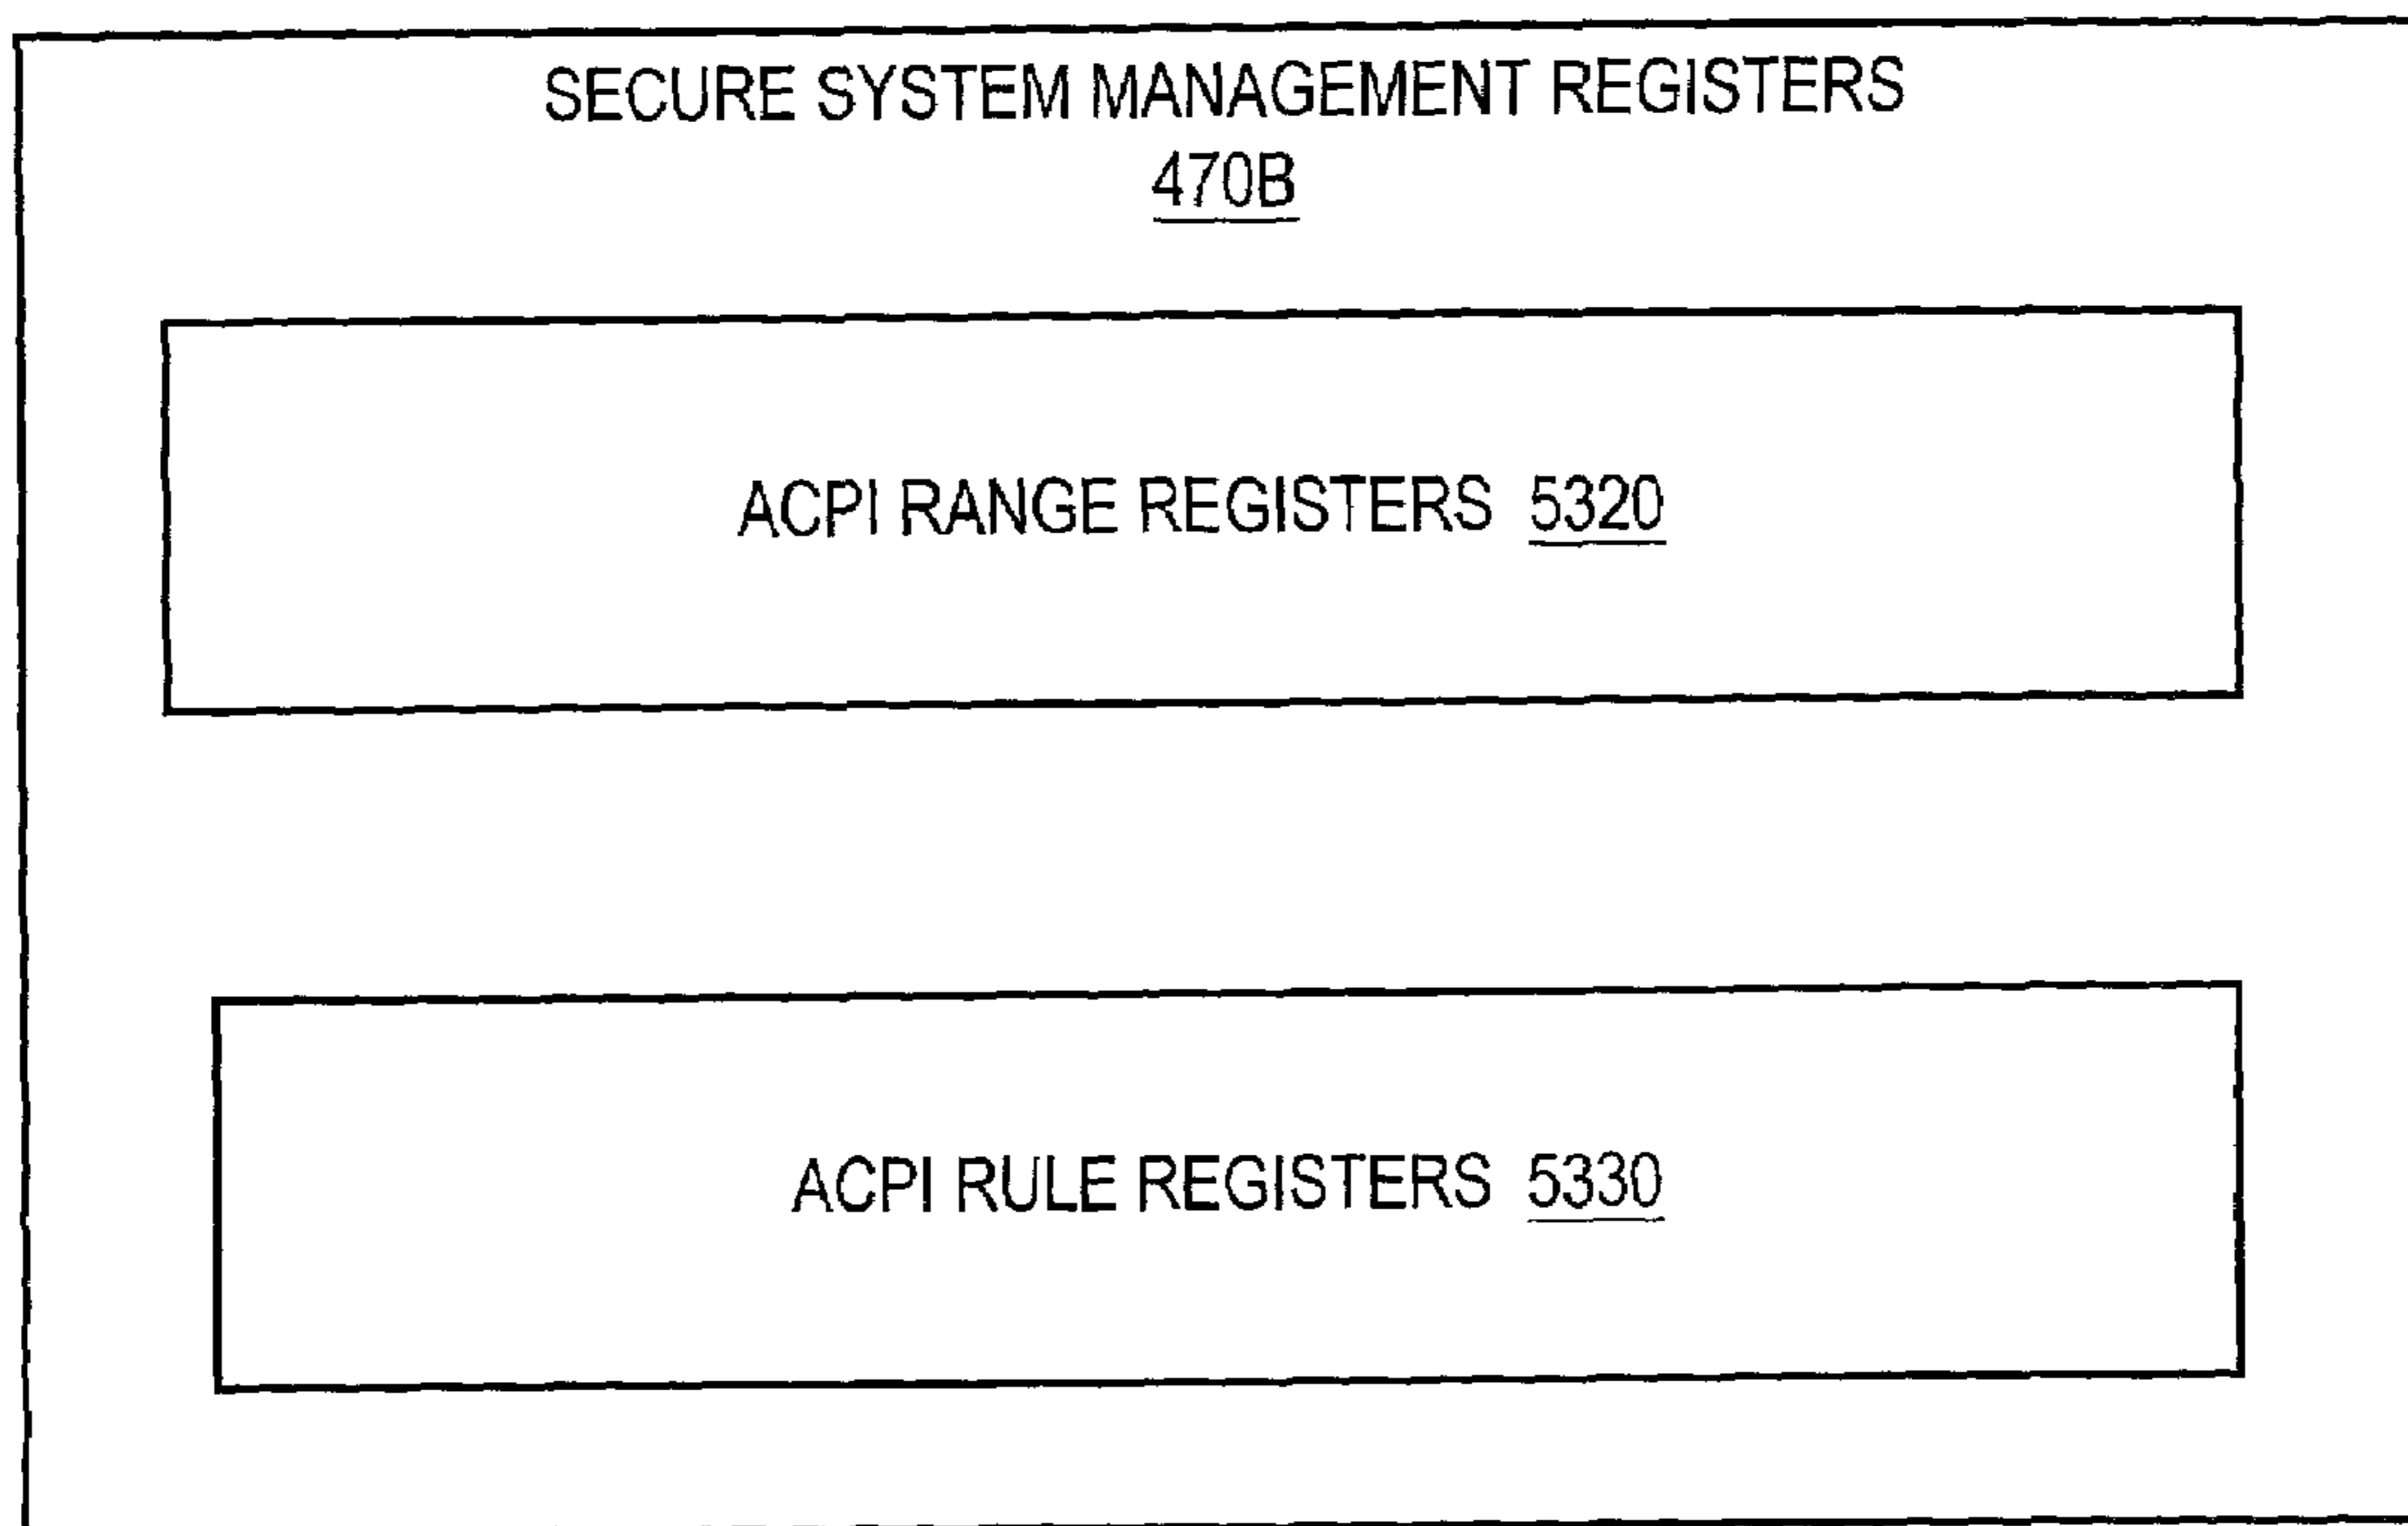 SECURE SYSTEM MANAGEMENT REGISTERS
470B
ACPI RANGE REGISTERS 5320
ACPI RULE REGISTERS 5330